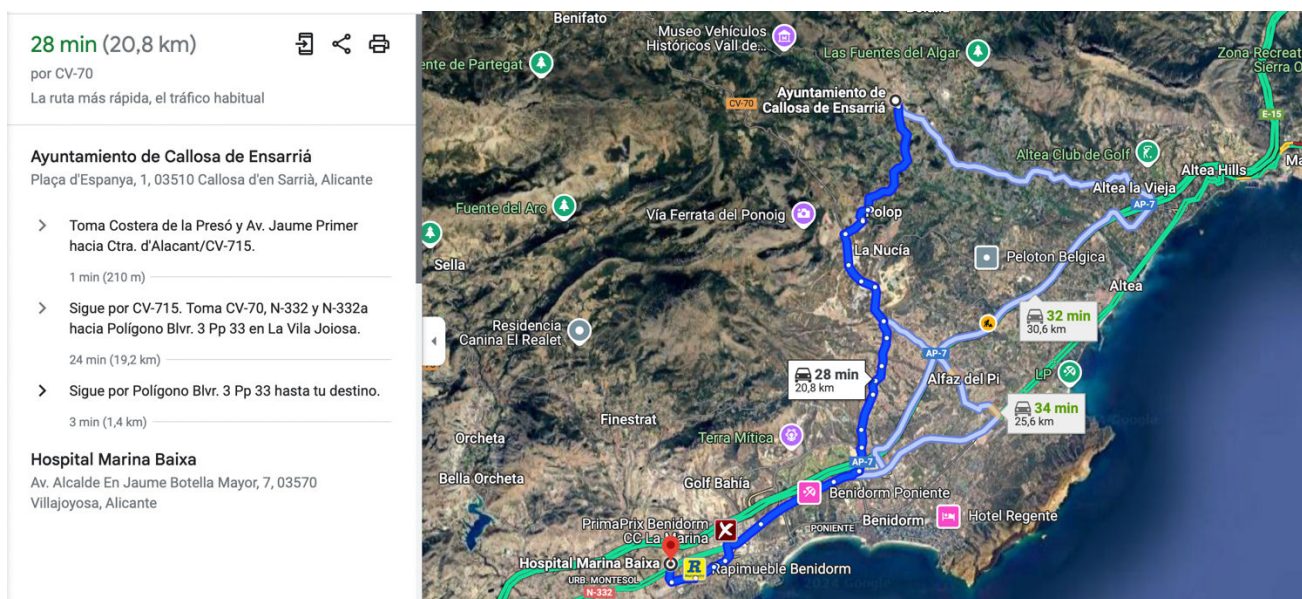 28 min (20,8 km)
por CV-70
La ruta más rápida, el tráfico habitual
Ayuntamiento de Callosa de Ensarriá
Plaça d'Espanya, 1, 03510 Callosa d'en Sarrià, Alicante
Toma Costera de la Presó y Av. Jaume Primer
hacia Ctra. d'Alacant/CV-715.
1 min (210 m)
Sigue por CV-715. Toma CV-70, N-332 y N-332a
hacia Polígono Blvr. 3 Pp 33 en La Vila Joiosa.
24 min (19,2 km)
Sigue por Polígono Blvr. 3 Pp 33 hasta tu destino.
3 min (1,4 km)
Hospital Marina Baixa
Av. Alcalde En Jaume Botella Mayor, 7, 03570
Villajoyosa, Alicante
Benifato
Museo Vehículos
Históricos Vall de...
Las Fuentes del Algar
Zona Recreat
Sierra O
ente de Partegat
CV-70
Ayuntamiento de
Callosa de Ensarriá
E-15
Altea Club de Golf
Altea Hills
Ma
Altea la Vieja
AP-7
Fuente del Arc
Vía Ferrata del Ponoig
Polop
La Nucía
Sella
Peloton Belgica
Altea
32 min
30,6 km
Residencia
Canina El Realet
AP-7
28 min
20,8 km
Alfaz del Pi
LP
34 min
25,6 km
Finestrat
Orcheta
Terra Mítica
AP-7
Bella Orcheta
Golf Bahía
Benidorm Poniente
PrimaPrix Benidorm
CC La Marina
PONIENTE
Benidorm
Hotel Regente
Hospital Marina Baixa
R
Rapimueble Benidorm
URB. MONTESOL
N-332